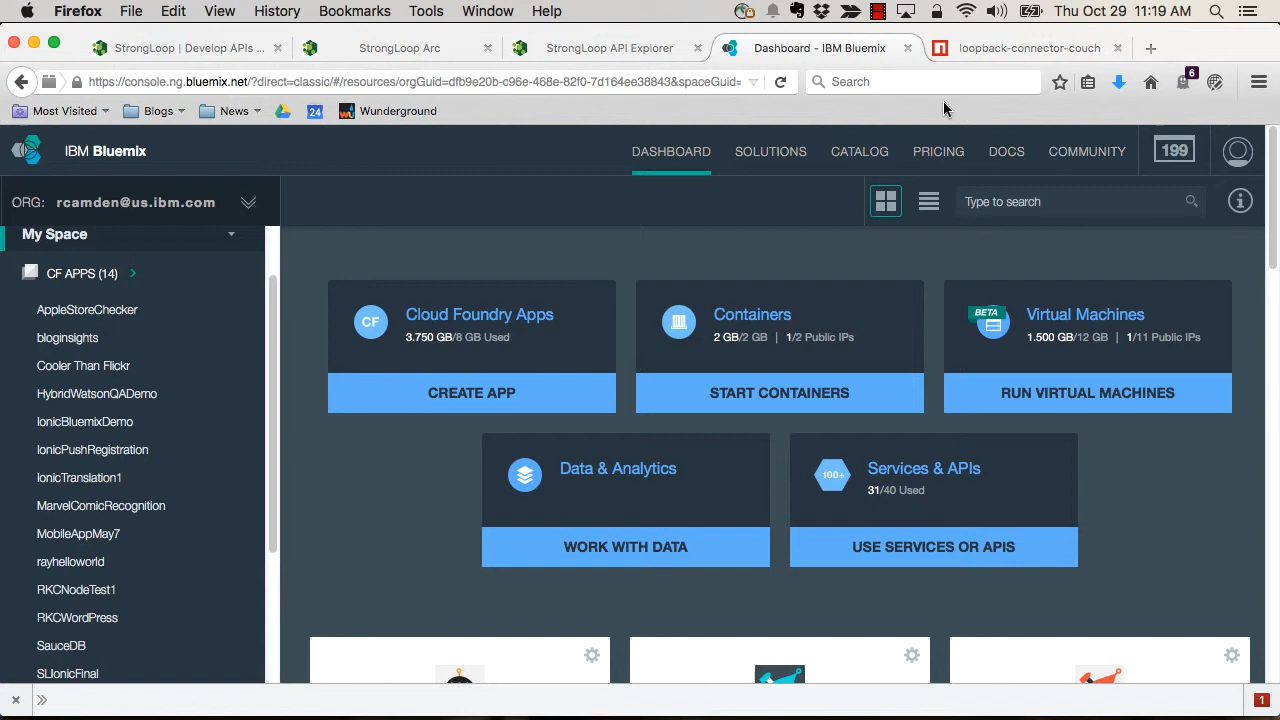 Firefox File Edit View History Bookmarks Tools Window Help Thu Oct 29 11:19 AM
StrongLoop | Develop APIs ... StrongLoop Arc StrongLoop API Explorer Dashboard - IBM Bluemix loopback-connector-couch
https://console.ng.bluemix.net/?direct=classic/#/resources/orgGuid=dfb9e20b-c96e-468e-82f0-7d164ee38843&spaceGuid= Search 6
Most Visited Blogs News 24 Wunderground
IBM Bluemix DASHBOARD SOLUTIONS CATALOG PRICING DOCS COMMUNITY 199
ORG: rcamden@us.ibm.com Type to search
My Space
CF APPS (14)
AppleStoreChecker
bloginsights
Cooler Than Flickr
HybridWatsonQADemo
IonicBluemixDemo
IonicPushRegistration
IonicTranslation1
MarvelComicRecognition
MobileAppMay7
rayhelloworld
RKCNodeTest1
RKCWordPress
SauceDB
SLIonicFinal
CF
Cloud Foundry Apps
3.750 GB/8 GB Used
CREATE APP
Containers
2 GB/2 GB | 1/2 Public IPs
START CONTAINERS
BETA
Virtual Machines
1.500 GB/12 GB | 1/11 Public IPs
RUN VIRTUAL MACHINES
Data & Analytics
WORK WITH DATA
100+
Services & APIs
31/40 Used
USE SERVICES OR APIS
1